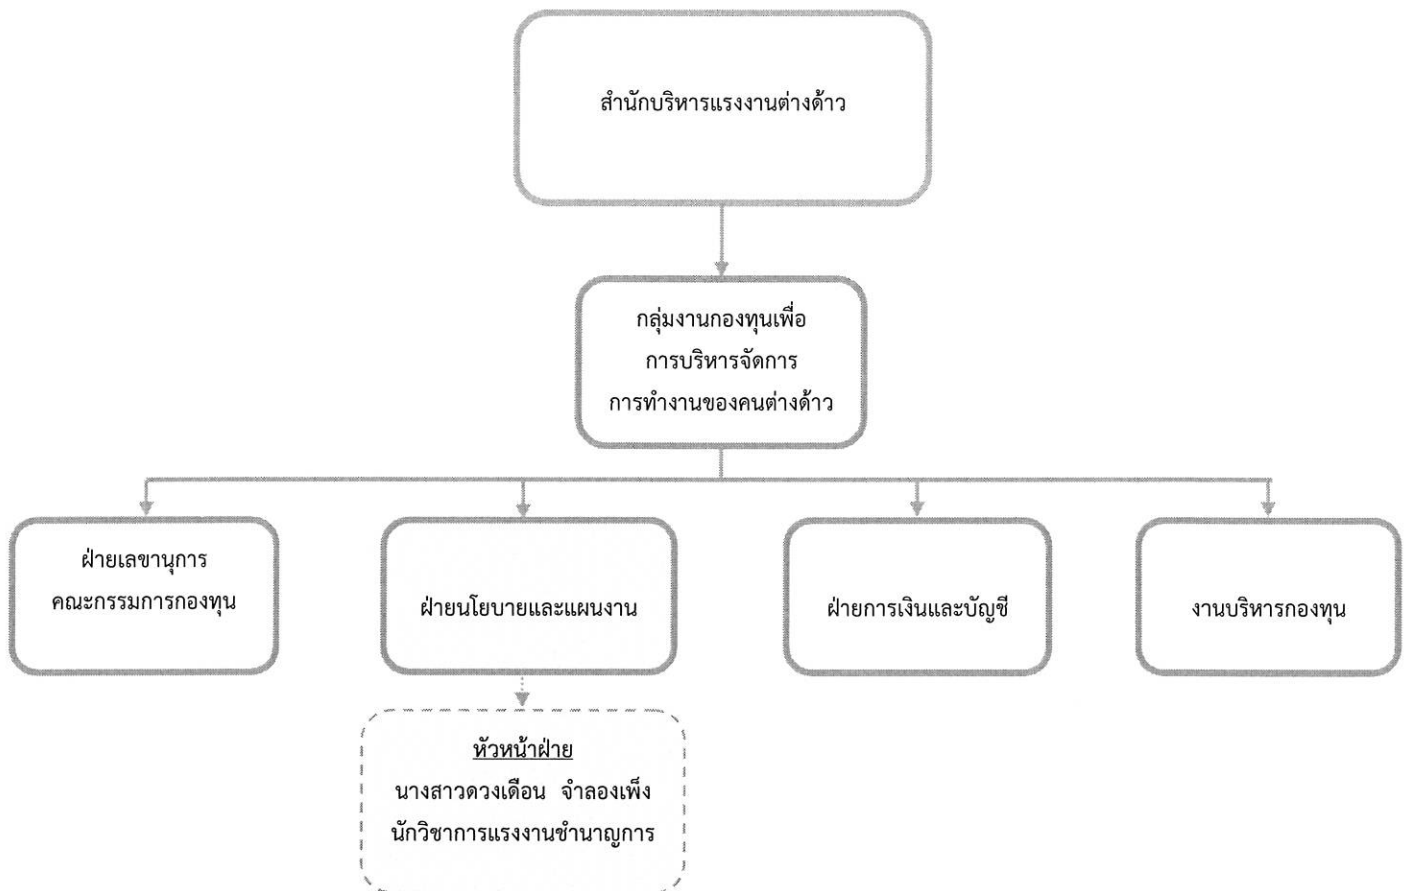 สำนักบริหารแรงงานต่างด้าว
กลุ่มงานกองทุนเพื่อ
การบริหารจัดการ
การทำงานของคนต่างด้าว
ฝ่ายเลขานุการ
คณะกรรมการกองทุน
ฝ่ายนโยบายและแผนงาน
ฝ่ายการเงินและบัญชี
งานบริหารกองทุน
หัวหน้าฝ่าย
นางสาวดวงเดือน จำลองเพ็ง
นักวิชาการแรงงานชำนาญการ